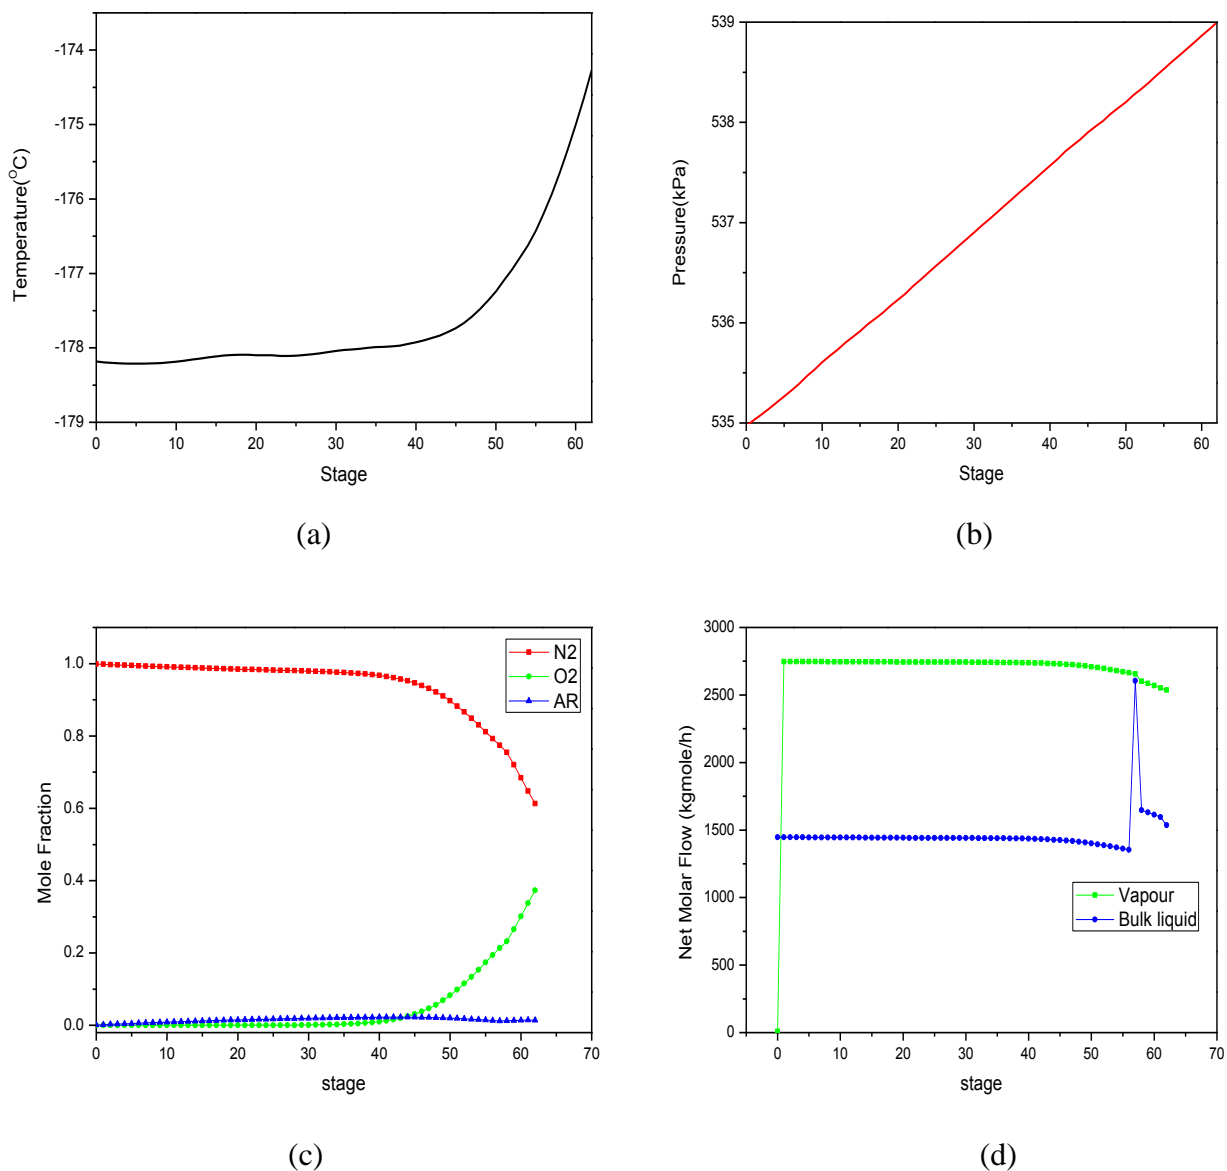 -174
-175
-176
-177
-178
-179
Temperature(OC)
0 10 20 30 40 50 60
Stage
(a)
539
538
537
536
535
Pressure(kPa)
0 10 20 30 40 50 60
Stage
(b)
1.0
0.8
0.6
0.4
0.2
0.0
Mole Fraction
N2
O2
AR
0 10 20 30 40 50 60 70
stage
(c)
3000
2500
2000
1500
1000
500
0
Net Molar Flow (kgmole/h)
Vapour
Bulk liquid
0 10 20 30 40 50 60 70
stage
(d)